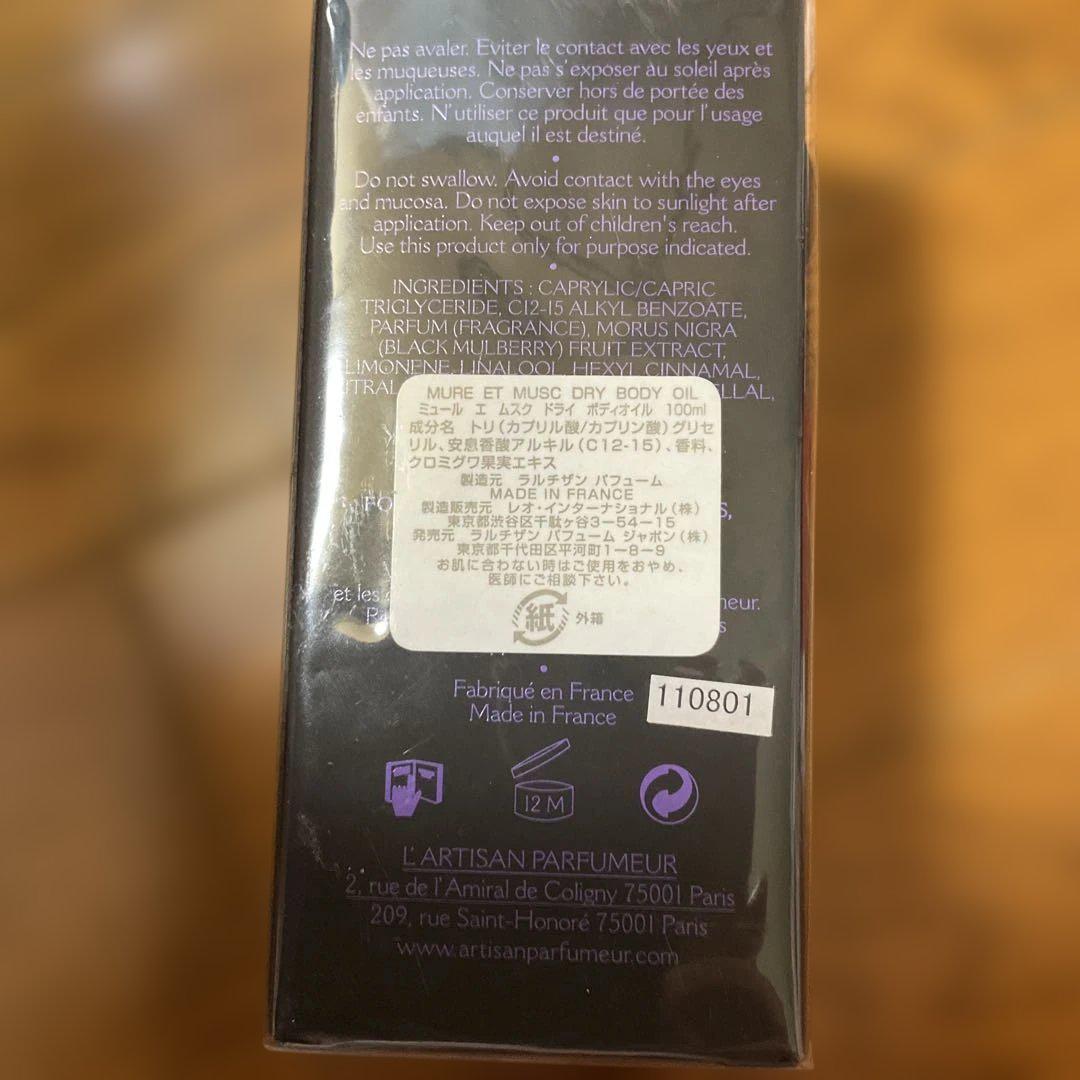 Ne pas avaler. Eviter le contact avec les yeux et
les muqueuses. Ne pas s'exposer au soleil après
application. Conserver hors de portée des
enfants. N'utiliser ce produit que pour l'usage
auquel il est destiné.
•
Do not swallow. Avoid contact with the eyes
and mucosa. Do not expose skin to sunlight after
application. Keep out of children's reach.
Use this product only for purpose indicated.
•
INGREDIENTS : CAPRYLIC/CAPRIC
TRIGLYCERIDE, C12-15 ALKYL BENZOATE,
PARFUM (FRAGRANCE), MORUS NIGRA
(BLACK MULBERRY) FRUIT EXTRACT,
LIMONENE, LINALOOL, HEXYL CINNAMAL,
MURE ET MUSC DRY BODY OIL
ミュール エ ムスク ドライ ボディオイル 100ml
成分名 トリ(カプリル酸/カプリン酸)グリセ
リル、安息香酸アルキル(C12-15)、香料、
クロミグワ果実エキス
製造元 ラルチザン パフューム
MADE IN FRANCE
製造販売元 レオ・インターナショナル(株)
東京都渋谷区千駄ヶ谷3-54-15
発売元 ラルチザン パフューム ジャポン(株)
東京都千代田区平河町1-8-9
お肌に合わない時はご使用をおやめ、
医師にご相談下さい。
紙 外箱
et les
•
Fabriqué en France
Made in France
110801
12 M
L'ARTISAN PARFUMEUR
2, rue de l'Amiral de Coligny 75001 Paris
209, rue Saint-Honoré 75001 Paris
www.artisanparfumeur.com